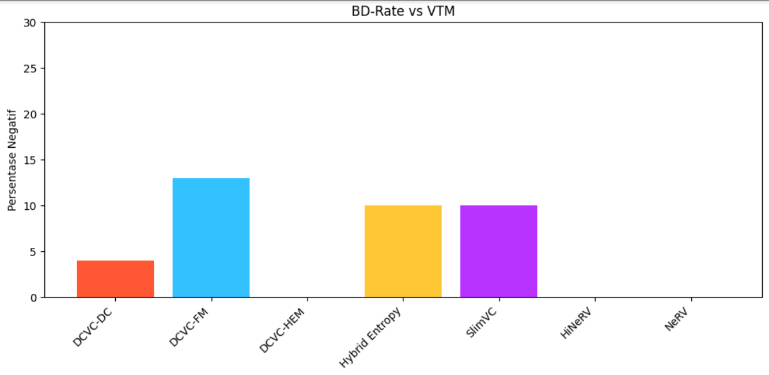 BD-Rate vs VTM
Persentase Negatif
30
25
20
15
10
5
0
DCVC-DC
DCVC-FM
DCVC-HEM
Hybrid Entropy
SlimVC
HiNeRV
NeRV